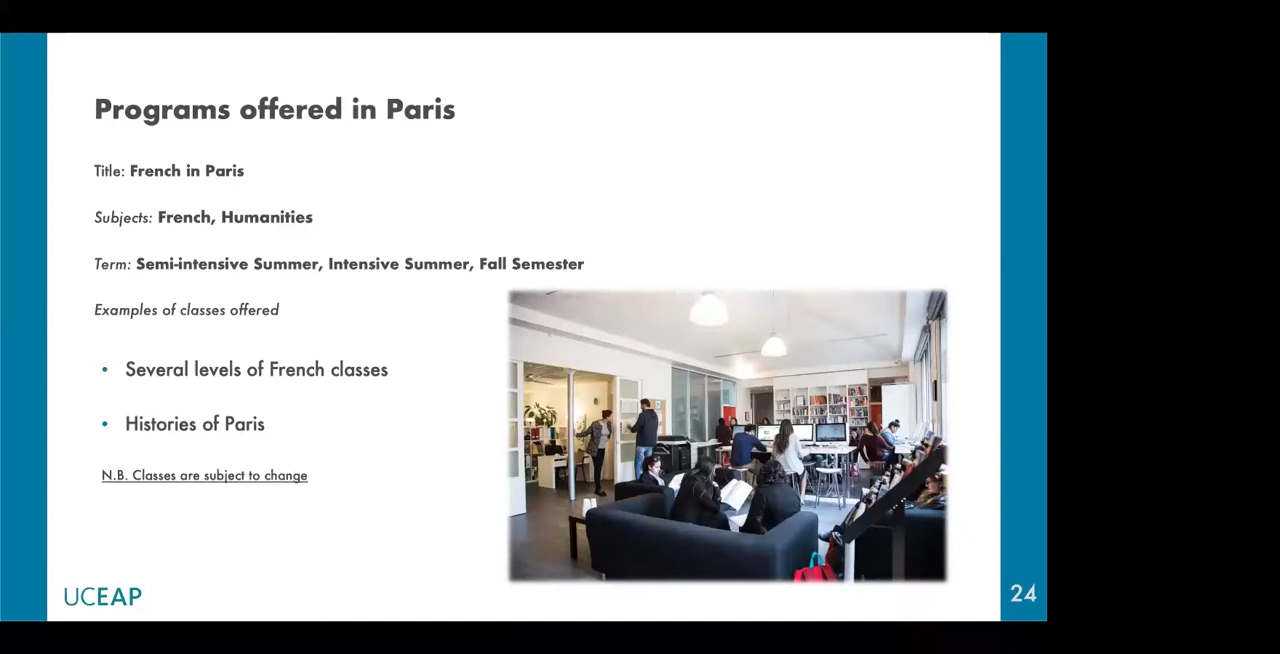 Programs offered in Paris
Title: French in Paris
Subjects: French, Humanities
Term: Semi-intensive Summer, Intensive Summer, Fall Semester
Examples of classes offered
• Several levels of French classes
• Histories of Paris
N.B. Classes are subject to change
UCEAP
24